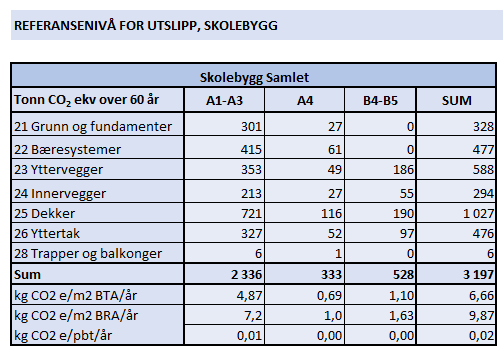 REFERANSENIVÅ FOR UTSLIPP, SKOLEBYGG
Skolebygg Samlet
Tonn CO₂ ekv over 60 år A1-A3 A4 B4-B5 SUM
21 Grunn og fundamenter 301 27 0 328
22 Bæresystemer 415 61 0 477
23 Yttervegger 353 49 186 588
24 Innervegger 213 27 55 294
25 Dekker 721 116 190 1 027
26 Yttertak 327 52 97 476
28 Trapper og balkonger 6 1 0 6
Sum 2 336 333 528 3 197
kg CO2 e/m2 BTA/år 4,87 0,69 1,10 6,66
kg CO2 e/m2 BRA/år 7,2 1,0 1,63 9,87
kg CO2 e/pbt/år 0,01 0,00 0,00 0,02